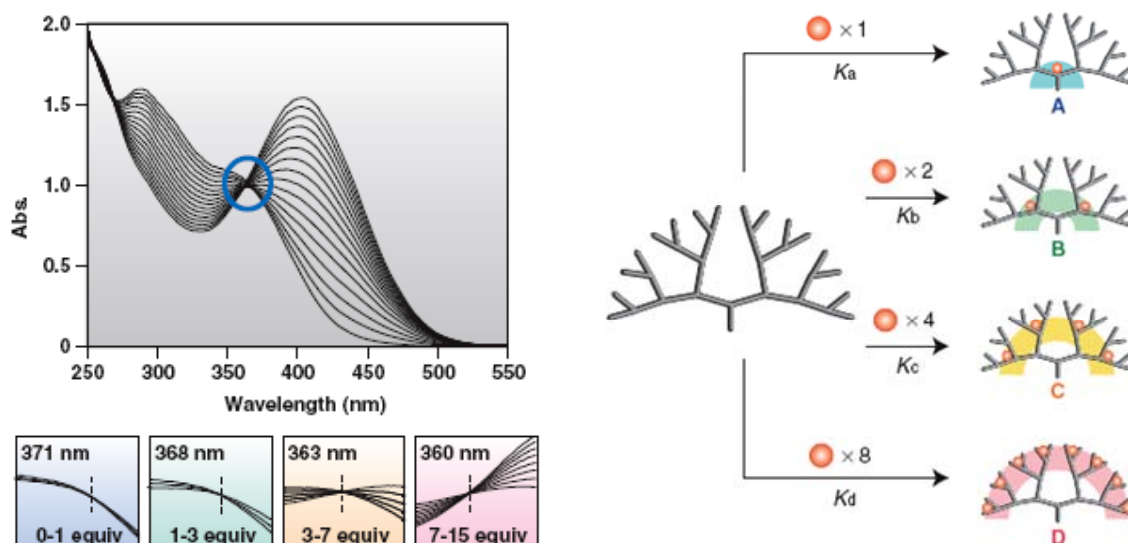 2.0
1.5
1.0
0.5
0
Abs.
250 300 350 400 450 500 550
Wavelength (nm)
371 nm
0-1 equiv
368 nm
1-3 equiv
363 nm
3-7 equiv
360 nm
7-15 equiv
× 1
Ka
A
× 2
Kb
B
× 4
Kc
C
× 8
Kd
D